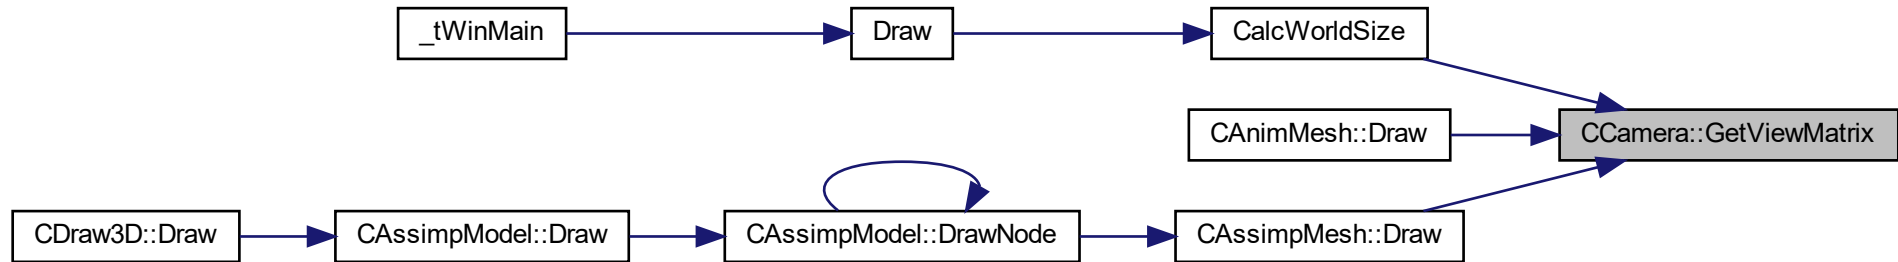 _tWinMain
Draw
CalcWorldSize
CAnimMesh::Draw
CCamera::GetViewMatrix
CDraw3D::Draw
CAssimpModel::Draw
CAssimpModel::DrawNode
CAssimpMesh::Draw